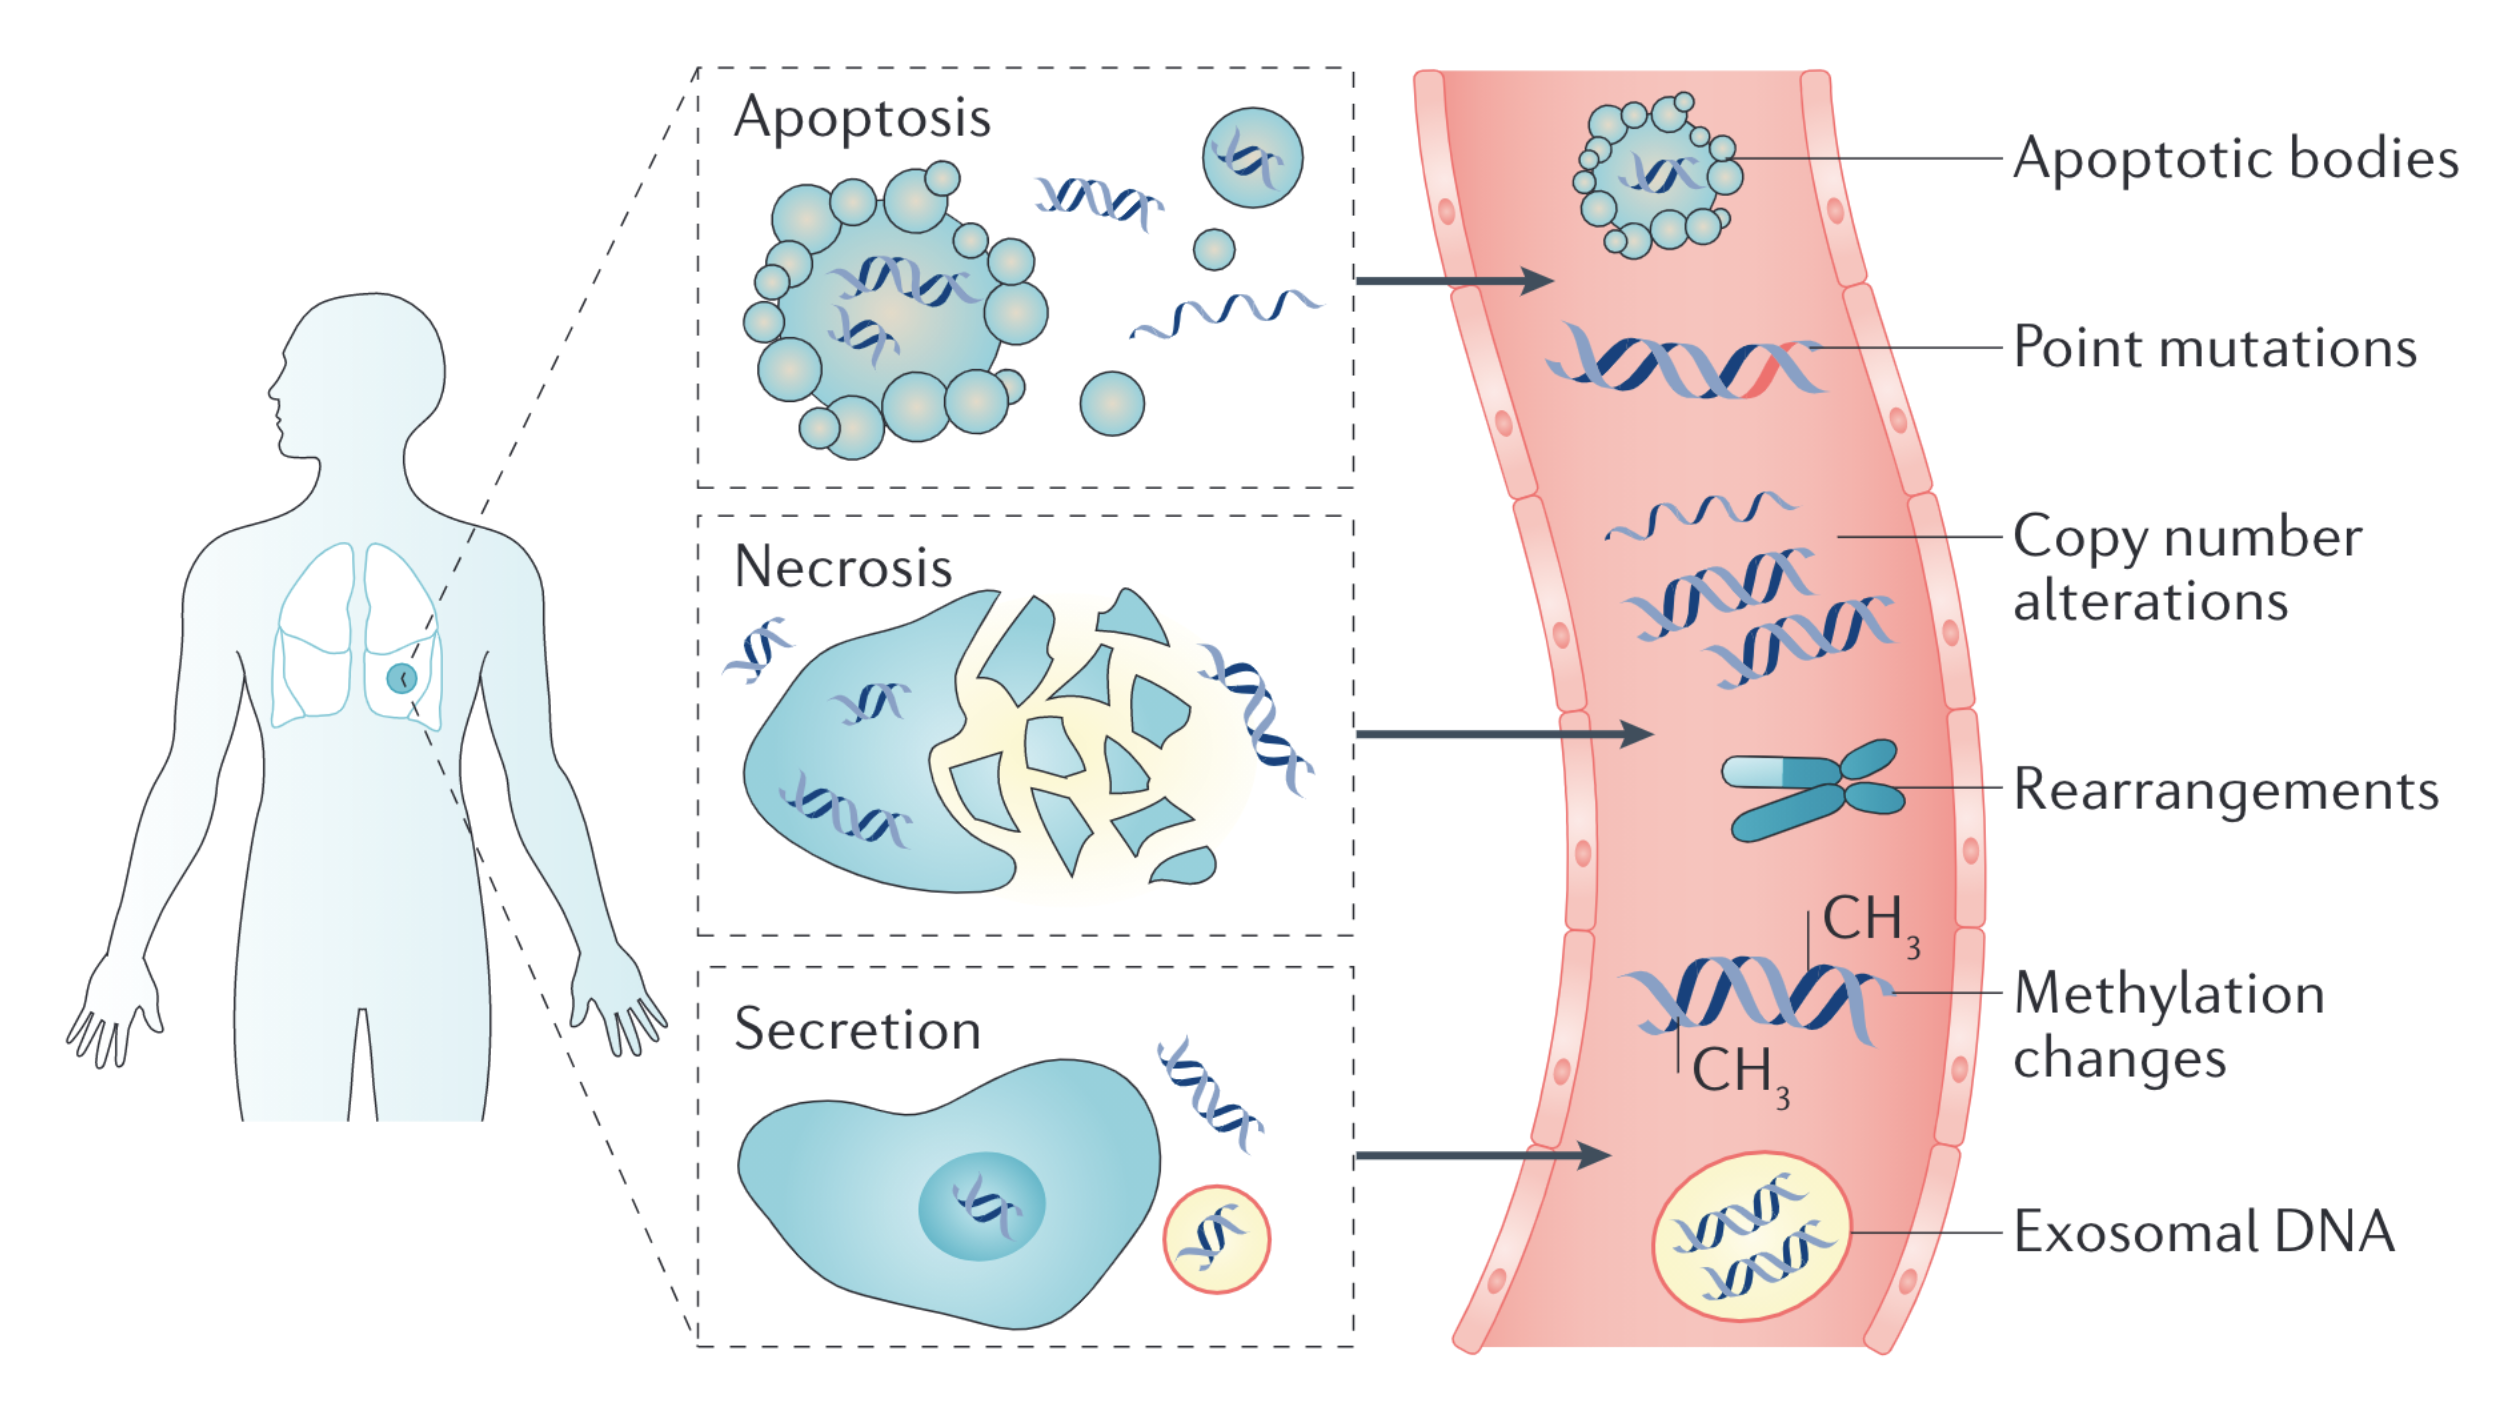 Apoptosis
Necrosis
Secretion
Apoptotic bodies
Point mutations
Copy number
alterations
Rearrangements
CH₃
CH₃
Methylation
changes
Exosomal DNA